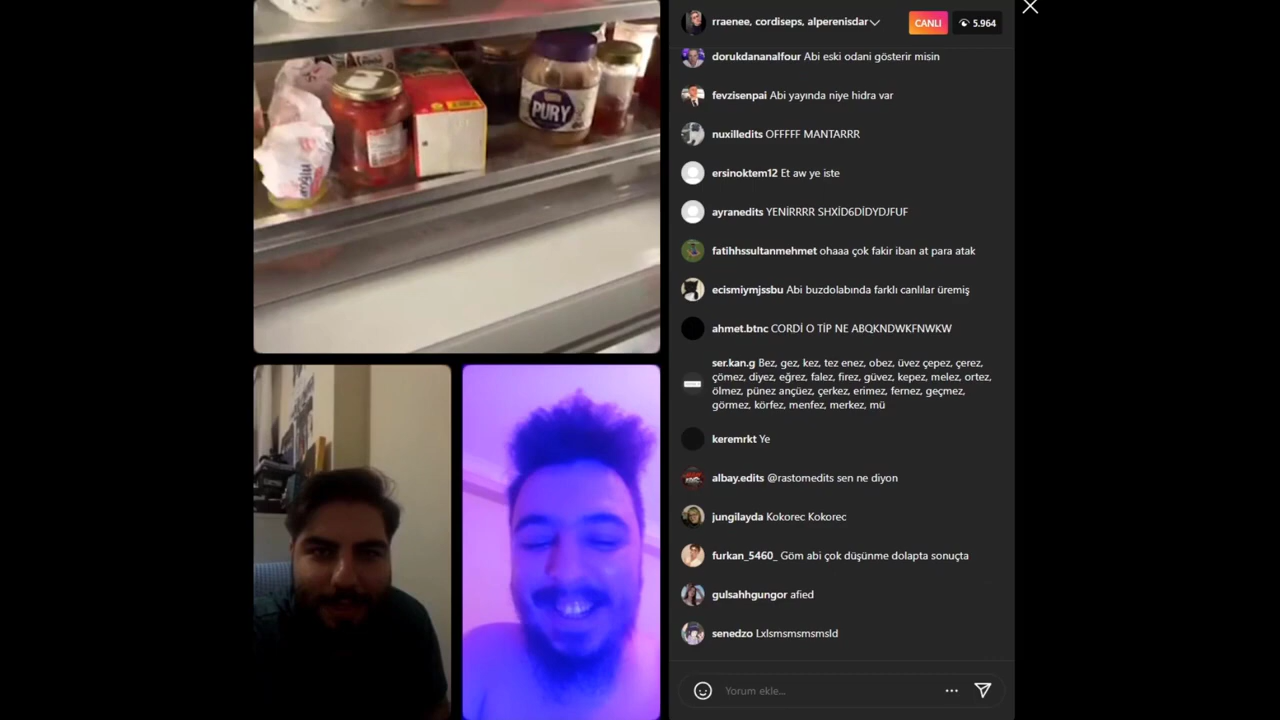 PURY
rraenee, cordiseps, alperenisdar
CANLI
5.964
dorukdananalfour Abi eski odani gösterir misin
fevzisenpai Abi yayında niye hidra var
nuxilledits OFFFFF MANTARRR
ersinoktem12 Et aw ye iste
ayranedits YENİRRRR SHXİD6DİDYDJFUF
fatihhssultanmehmet ohaaa çok fakir iban at para atak
ecismiymjssbu Abi buzdolabında farklı canlılar üremiş
ahmet.btnc CORDİ O TİP NE ABQKNDWKFNWKW
ser.kan.g Bez, gez, kez, tez enez, obez, üvez çepez, çerez,
çömez, diyez, eğrez, falez, firez, güvez, kepez, melez, ortez,
ölmez, pünez ançüez, çerkez, erimez, fernez, geçmez,
görmez, körfez, menfez, merkez, mü
keremrkt Ye
albay.edits @rastomedits sen ne diyon
jungilayda Kokorec Kokorec
furkan_5460_ Göm abi çok düşünme dolapta sonuçta
gulsahhgungor afied
senedzo Lxlsmsmsmsmsld
Yorum ekle...